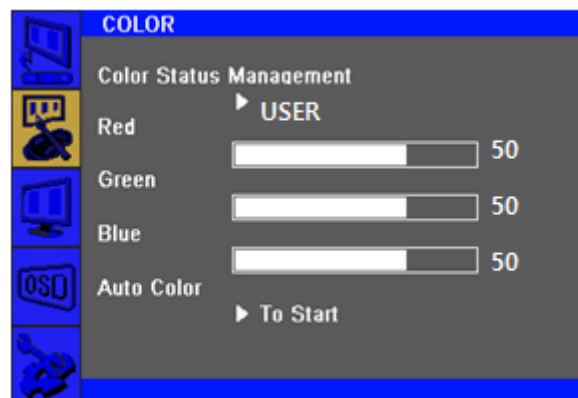 COLOR
Color Status Management
USER
Red
50
Green
50
Blue
50
Auto Color
To Start
OSD